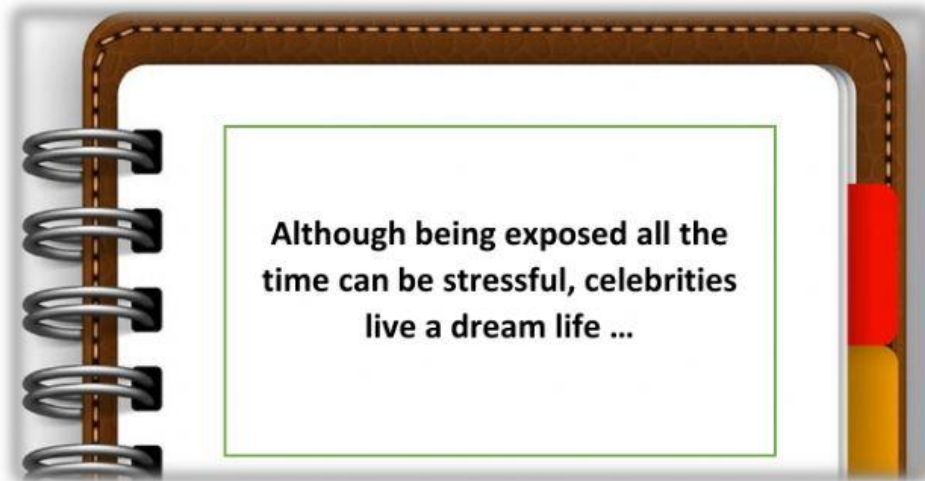 Although being exposed all the
time can be stressful, celebrities
live a dream life ...